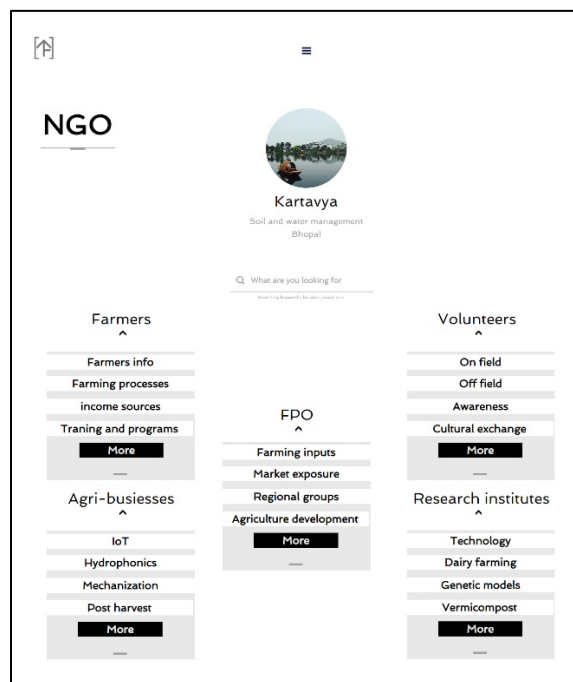 NGO
Kartavya
Soil and water management
Bhopal
What are you looking for
Farmers
Farmers info
Farming processes
income sources
Traning and programs
More
Agri-busiesses
IoT
Hydrophonics
Mechanization
Post harvest
More
FPO
Farming inputs
Market exposure
Regional groups
Agriculture development
More
Volunteers
On field
Off field
Awareness
Cultural exchange
More
Research institutes
Technology
Dairy farming
Genetic models
Vermicompost
More